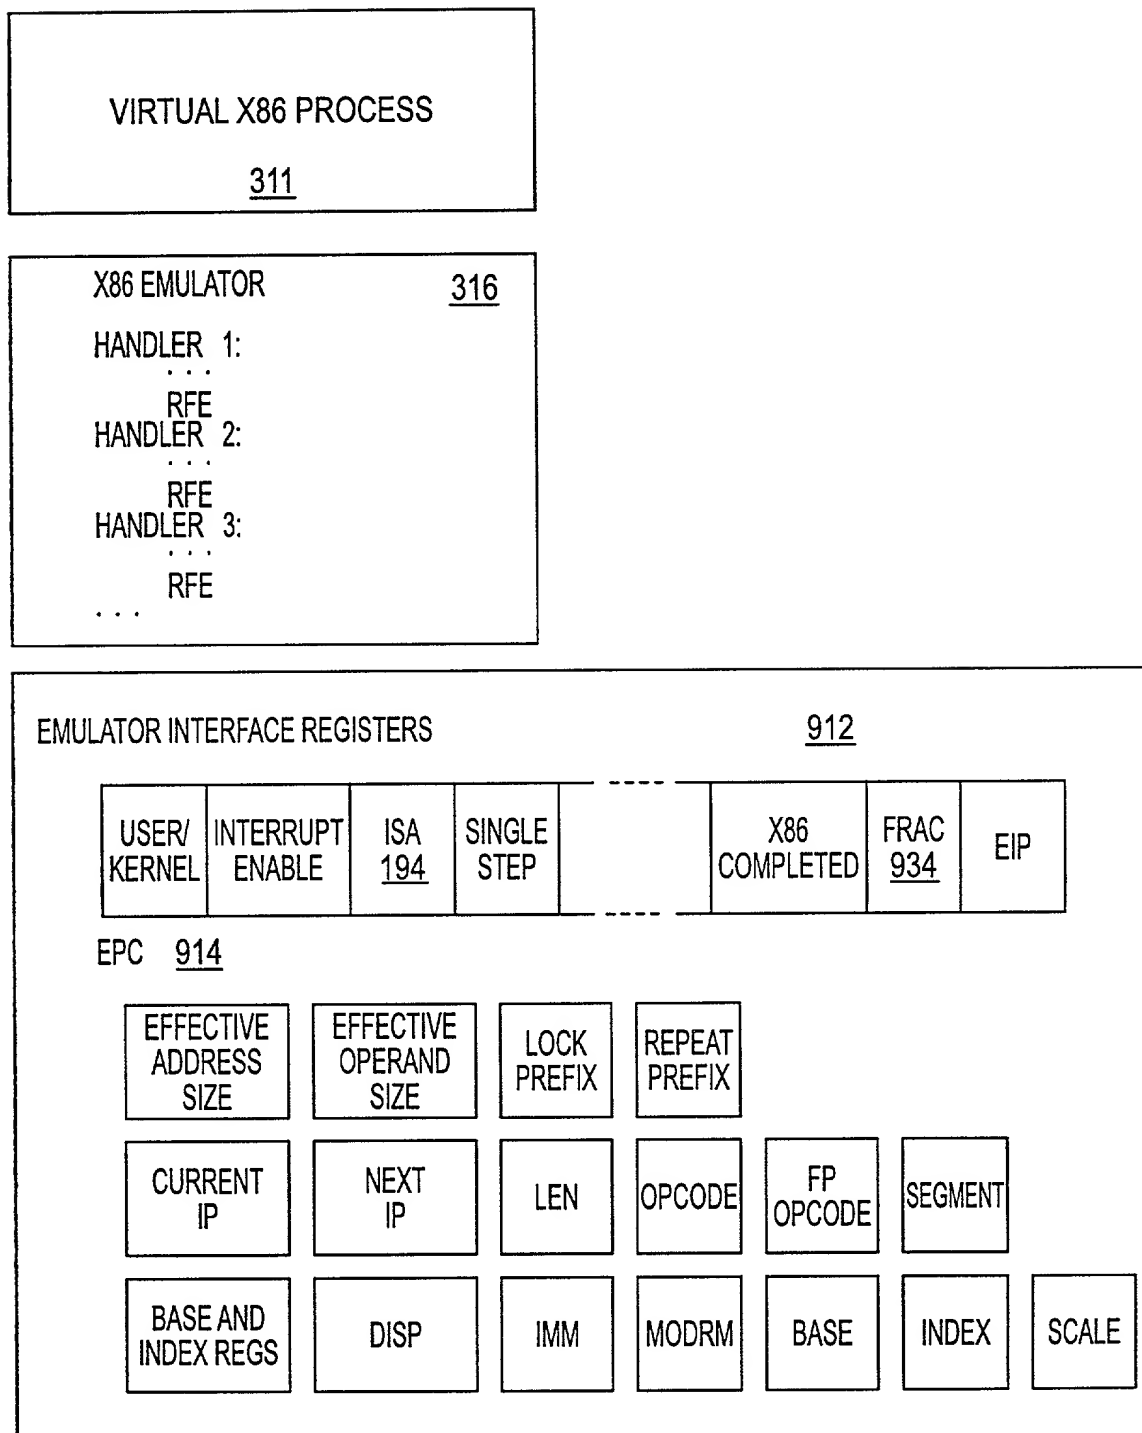 VIRTUAL X86 PROCESS
311
X86 EMULATOR 316
HANDLER 1:
. . .
RFE
HANDLER 2:
. . .
RFE
HANDLER 3:
. . .
RFE
. . .
EMULATOR INTERFACE REGISTERS 912
USER/
KERNEL
INTERRUPT
ENABLE
ISA
194
SINGLE
STEP
X86
COMPLETED
FRAC
934
EIP
EPC 914
EFFECTIVE
ADDRESS
SIZE
EFFECTIVE
OPERAND
SIZE
LOCK
PREFIX
REPEAT
PREFIX
CURRENT
IP
NEXT
IP
LEN
OPCODE
FP
OPCODE
SEGMENT
BASE AND
INDEX REGS
DISP
IMM
MODRM
BASE
INDEX
SCALE